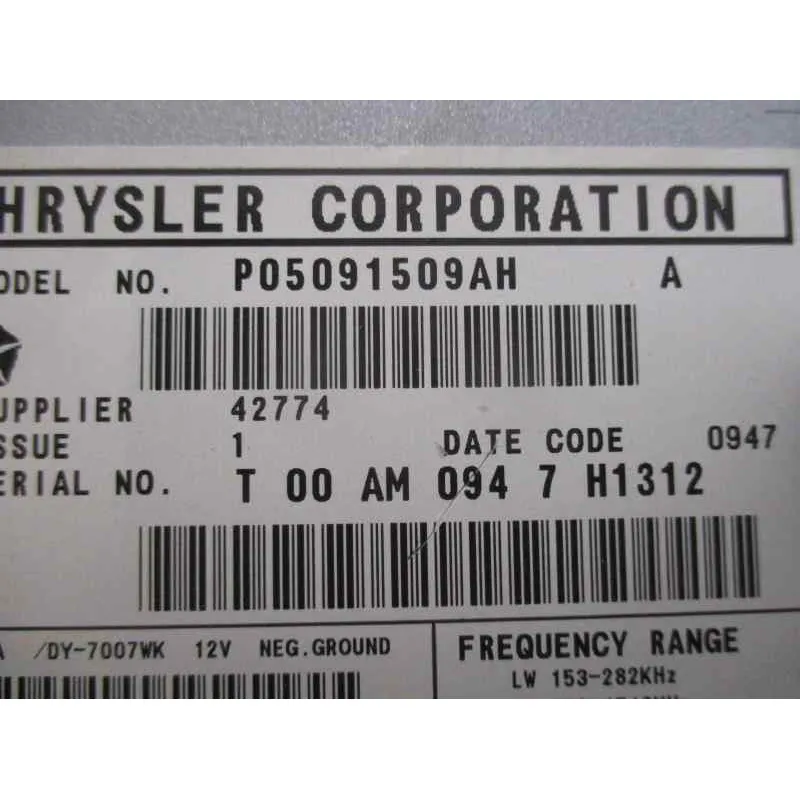 HRYSLER CORPORATION
ODEL NO. P05091509AH A
UPPLIER 42774
SSUE 1 DATE CODE 0947
ERIAL NO. T 00 AM 094 7 H1312
A /DY-7007WK 12V NEG.GROUND
FREQUENCY RANGE
LW 153-282KHz